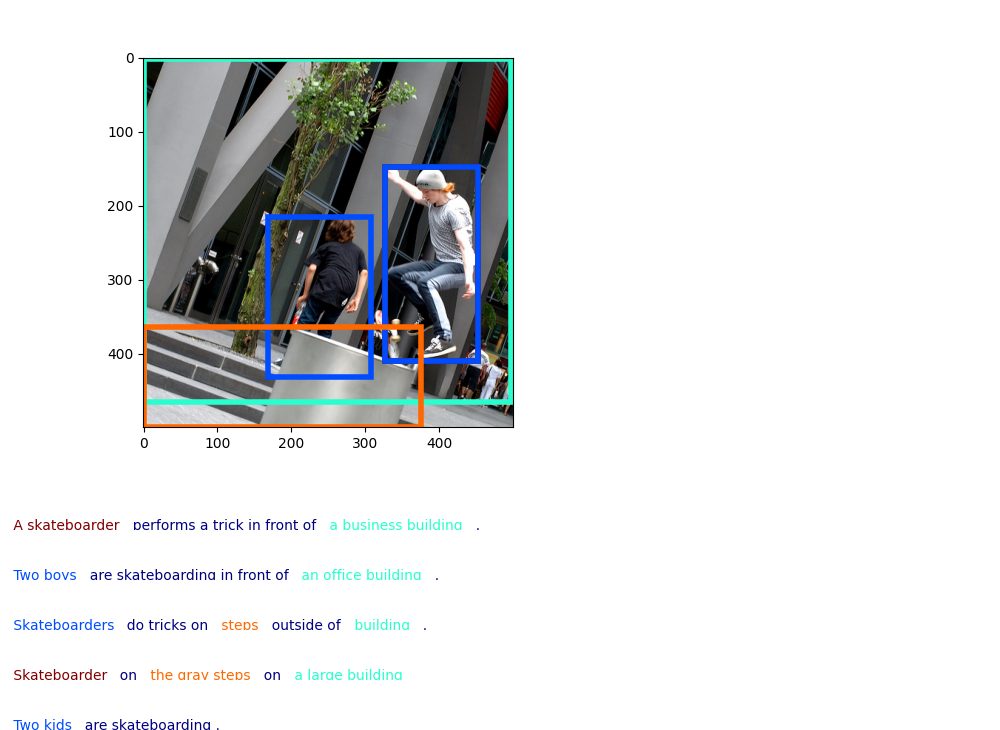 0
100
200
300
400
0 100 200 300 400
A skateboarder performs a trick in front of a business building .
Two boys are skateboarding in front of an office building .
Skateboarders do tricks on steps outside of building .
Skateboarder on the gray steps on a large building
Two kids are skateboarding .